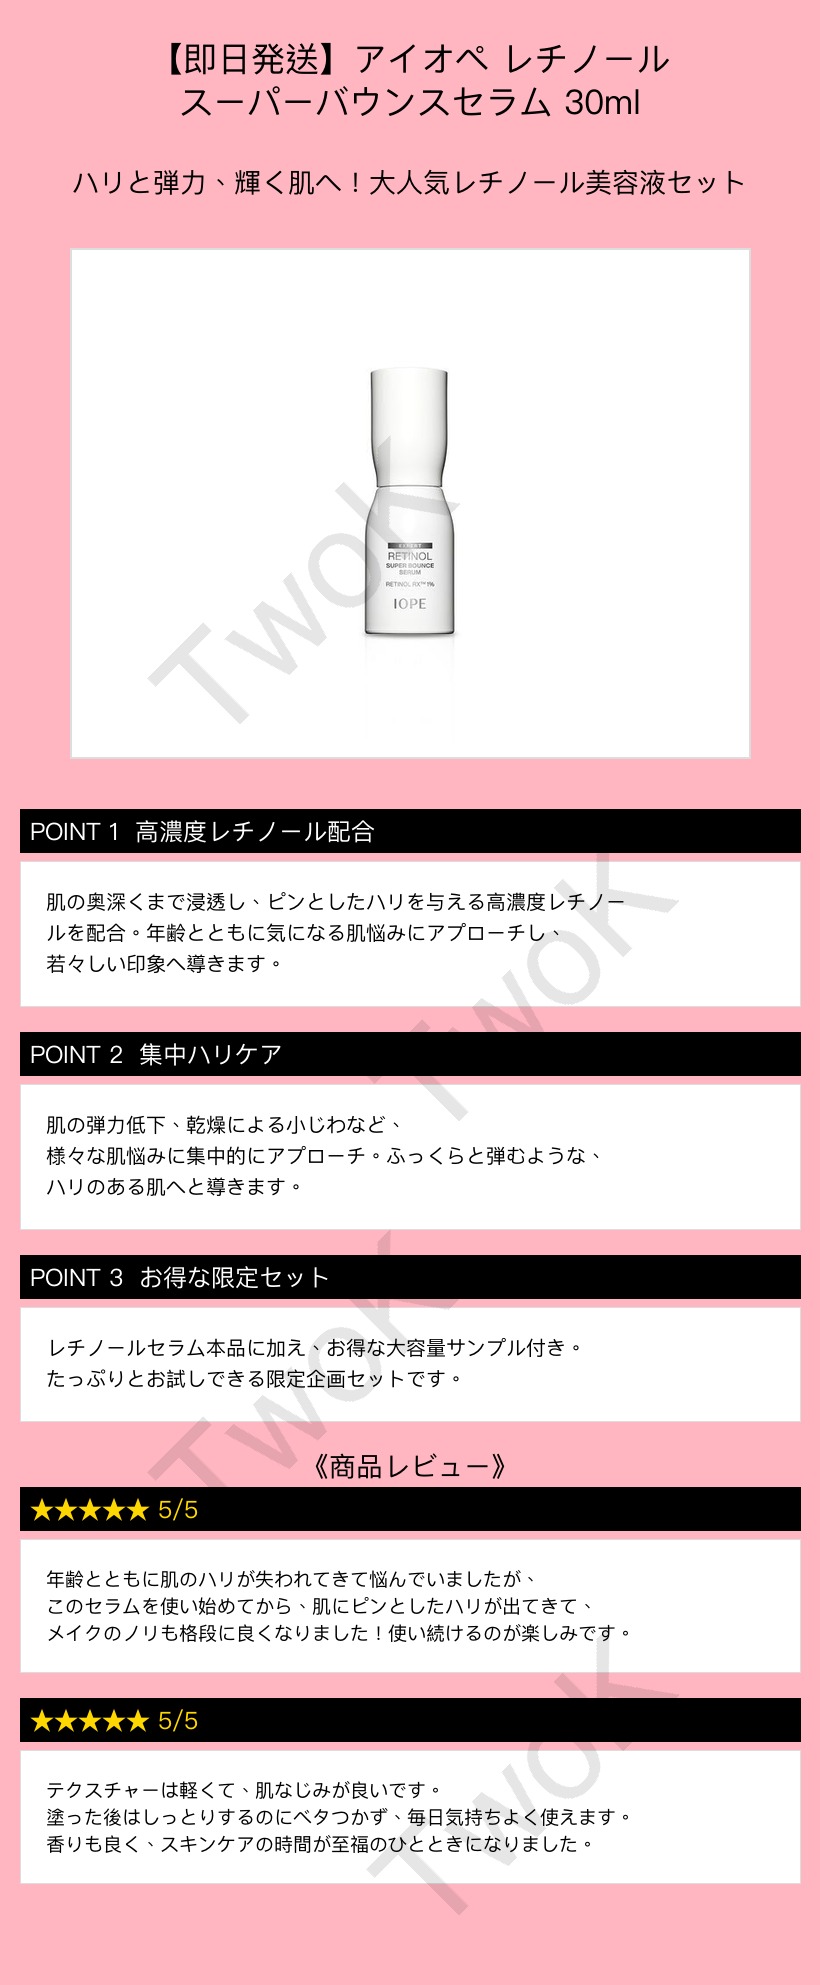 【即日発送】アイオペ レチノール
スーパーバウンスセラム 30ml
ハリと弾力、輝く肌へ！大人気レチノール美容液セット
EXPERT
RETINOL
SUPER BOUNCE
SERUM
RETINOL RX™ 1%
IOPE
TwoK
POINT 1 高濃度レチノール配合
肌の奥深くまで浸透し、ピンとしたハリを与える高濃度レチノー
ルを配合。年齢とともに気になる肌悩みにアプローチし、
若々しい印象へ導きます。
TwoK
POINT 2 集中ハリケア
肌の弾力低下、乾燥による小じわなど、
様々な肌悩みに集中的にアプローチ。ふっくらと弾むような、
ハリのある肌へと導きます。
POINT 3 お得な限定セット
レチノールセラム本品に加え、お得な大容量サンプル付き。
たっぷりとお試しできる限定企画セットです。
TwoK
《商品レビュー》
★★★★★ 5/5
年齢とともに肌のハリが失われてきて悩んでいましたが、
このセラムを使い始めてから、肌にピンとしたハリが出てきて、
メイクのノリも格段に良くなりました！使い続けるのが楽しみです。
★★★★★ 5/5
テクスチャーは軽くて、肌なじみが良いです。
塗った後はしっとりするのにベタつかず、毎日気持ちよく使えます。
香りも良く、スキンケアの時間が至福のひとときになりました。
TwoK